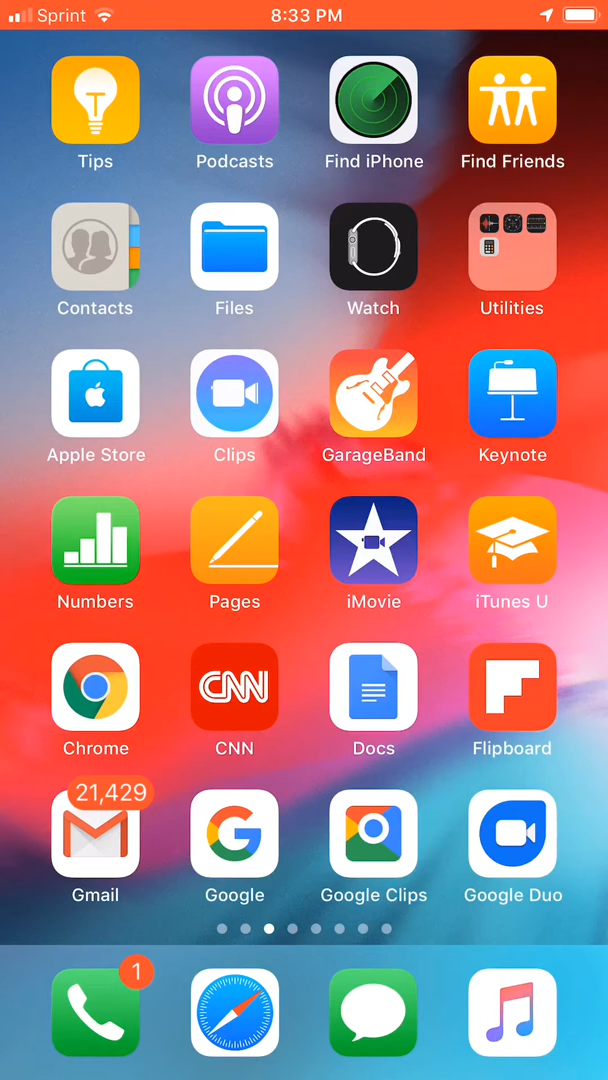 Sprint 8:33 PM
Tips Podcasts Find iPhone Find Friends
Contacts Files Watch Utilities
Apple Store Clips GarageBand Keynote
Numbers Pages iMovie iTunes U
CNN
Chrome CNN Docs Flipboard
21,429
Gmail Google Google Clips Google Duo
1